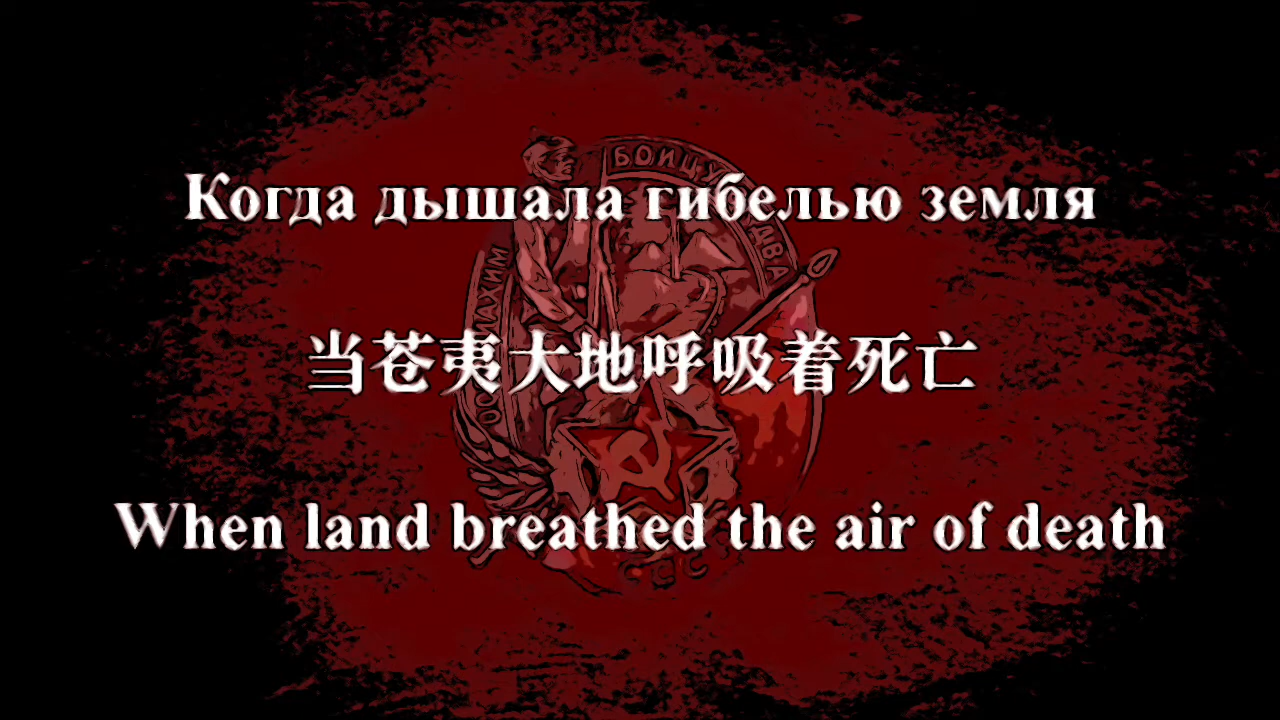 БОЙЦУ
Когда дышала гибелью земля
当苍夷大地呼吸着死亡
When land breathed the air of death